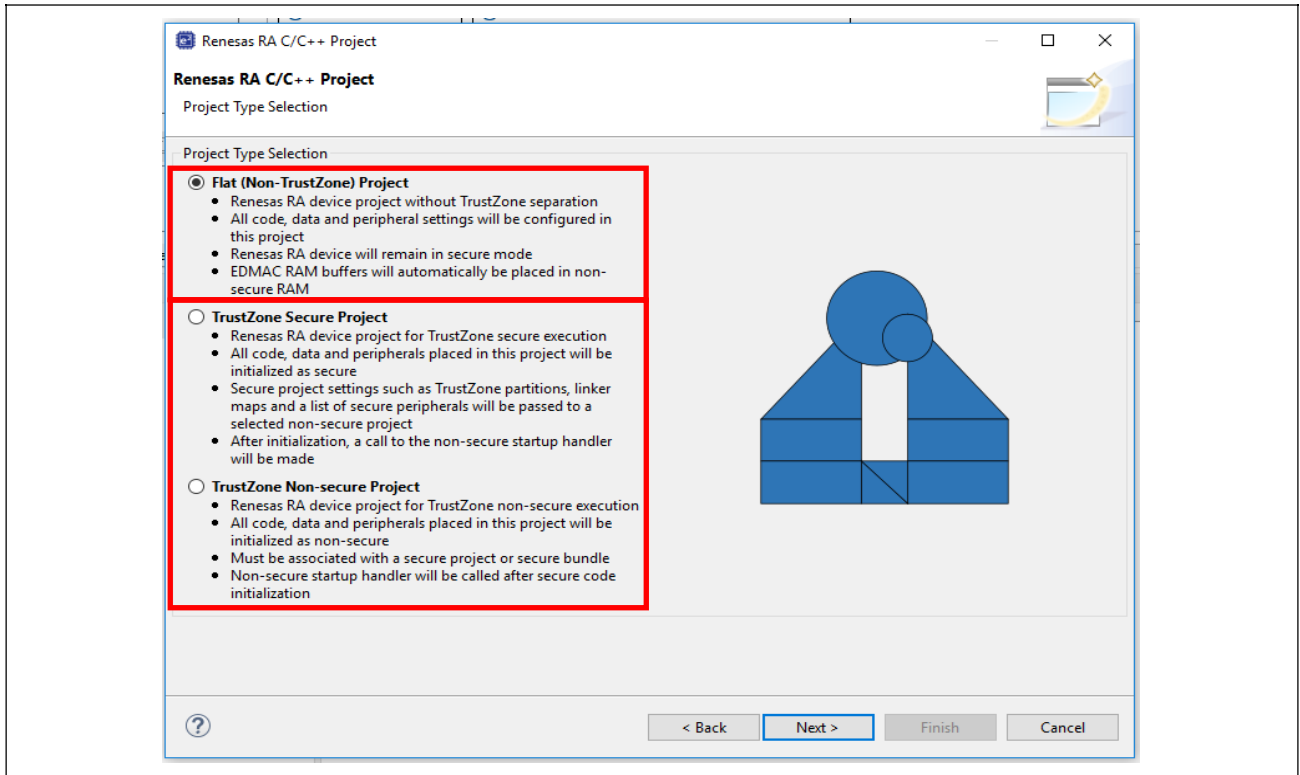 Renesas RA C/C++ Project
Renesas RA C/C++ Project
Project Type Selection
Project Type Selection
Flat (Non-TrustZone) Project
• Renesas RA device project without TrustZone separation
• All code, data and peripheral settings will be configured in
this project
• Renesas RA device will remain in secure mode
• EDMAC RAM buffers will automatically be placed in non-
secure RAM
TrustZone Secure Project
• Renesas RA device project for TrustZone secure execution
• All code, data and peripherals placed in this project will be
initialized as secure
• Secure project settings such as TrustZone partitions, linker
maps and a list of secure peripherals will be passed to a
selected non-secure project
• After initialization, a call to the non-secure startup handler
will be made
TrustZone Non-secure Project
• Renesas RA device project for TrustZone non-secure execution
• All code, data and peripherals placed in this project will be
initialized as non-secure
• Must be associated with a secure project or secure bundle
• Non-secure startup handler will be called after secure code
initialization
?
< Back
Next >
Finish
Cancel